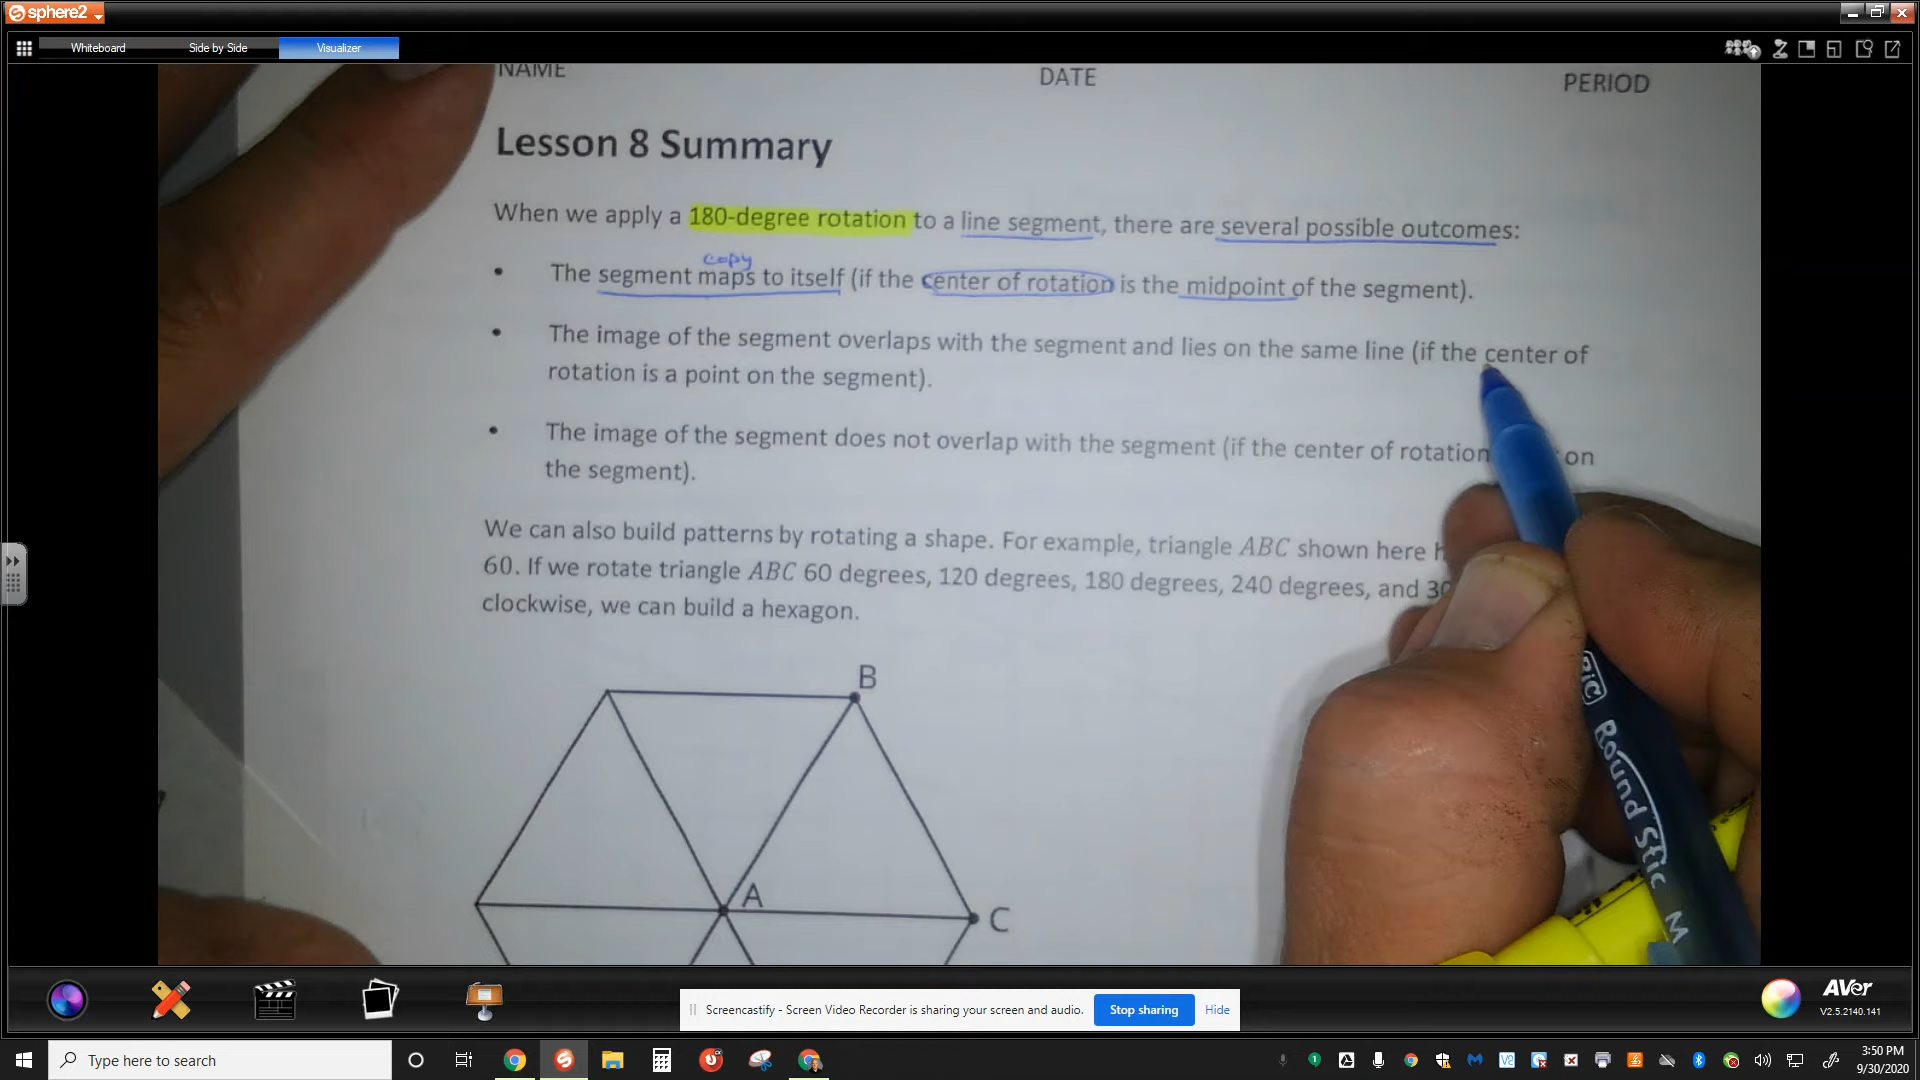 sphere2
Whiteboard Side by Side Visualizer
NAME DATE PERIOD
Lesson 8 Summary
When we apply a 180-degree rotation to a line segment, there are several possible outcomes:
copy
• The segment maps to itself (if the center of rotation is the midpoint of the segment).
• The image of the segment overlaps with the segment and lies on the same line (if the center of
rotation is a point on the segment).
• The image of the segment does not overlap with the segment (if the center of rotation on
the segment).
We can also build patterns by rotating a shape. For example, triangle ABC shown here
60. If we rotate triangle ABC 60 degrees, 120 degrees, 180 degrees, 240 degrees, and 30
clockwise, we can build a hexagon.
B
A
C
BiC Round Stic M
Screencastify - Screen Video Recorder is sharing your screen and audio. Stop sharing Hide
AVer
V2.5.2140.141
Type here to search
3:50 PM
9/30/2020